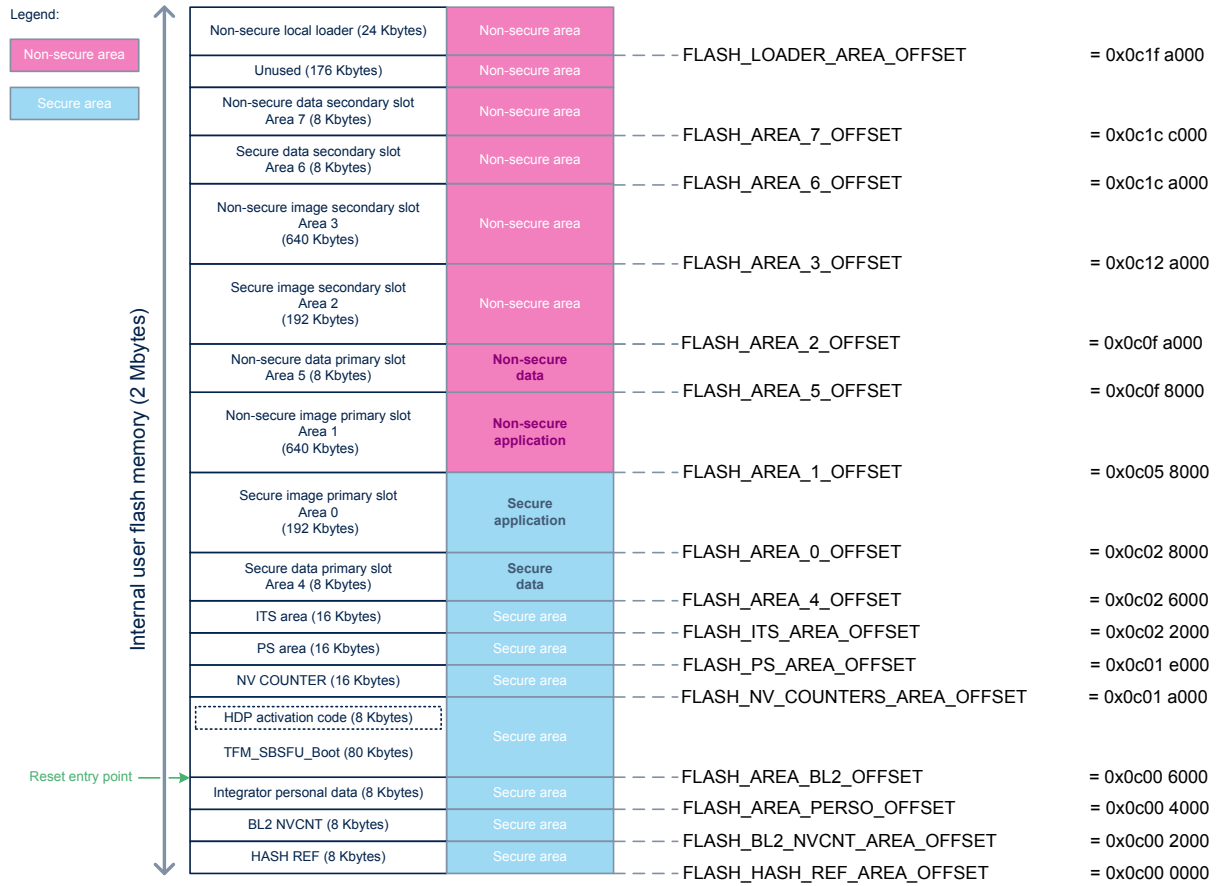 Legend:
Non-secure area
Secure area
Internal user flash memory (2 Mbytes)
Reset entry point
Non-secure local loader (24 Kbytes)
Non-secure area
FLASH_LOADER_AREA_OFFSET = 0x0c1f a000
Unused (176 Kbytes)
Non-secure area
Non-secure data secondary slot
Area 7 (8 Kbytes)
Non-secure area
FLASH_AREA_7_OFFSET = 0x0c1c c000
Secure data secondary slot
Area 6 (8 Kbytes)
Non-secure area
FLASH_AREA_6_OFFSET = 0x0c1c a000
Non-secure image secondary slot
Area 3
(640 Kbytes)
Non-secure area
FLASH_AREA_3_OFFSET = 0x0c12 a000
Secure image secondary slot
Area 2
(192 Kbytes)
Non-secure area
FLASH_AREA_2_OFFSET = 0x0c0f a000
Non-secure data primary slot
Area 5 (8 Kbytes)
Non-secure
data
FLASH_AREA_5_OFFSET = 0x0c0f 8000
Non-secure image primary slot
Area 1
(640 Kbytes)
Non-secure
application
FLASH_AREA_1_OFFSET = 0x0c05 8000
Secure image primary slot
Area 0
(192 Kbytes)
Secure
application
FLASH_AREA_0_OFFSET = 0x0c02 8000
Secure data primary slot
Area 4 (8 Kbytes)
Secure
data
FLASH_AREA_4_OFFSET = 0x0c02 6000
ITS area (16 Kbytes)
Secure area
FLASH_ITS_AREA_OFFSET = 0x0c02 2000
PS area (16 Kbytes)
Secure area
FLASH_PS_AREA_OFFSET = 0x0c01 e000
NV COUNTER (16 Kbytes)
Secure area
FLASH_NV_COUNTERS_AREA_OFFSET = 0x0c01 a000
HDP activation code (8 Kbytes)
TFM_SBSFU_Boot (80 Kbytes)
Secure area
FLASH_AREA_BL2_OFFSET = 0x0c00 6000
Integrator personal data (8 Kbytes)
Secure area
FLASH_AREA_PERSO_OFFSET = 0x0c00 4000
BL2 NVCNT (8 Kbytes)
Secure area
FLASH_BL2_NVCNT_AREA_OFFSET = 0x0c00 2000
HASH REF (8 Kbytes)
Secure area
FLASH_HASH_REF_AREA_OFFSET = 0x0c00 0000